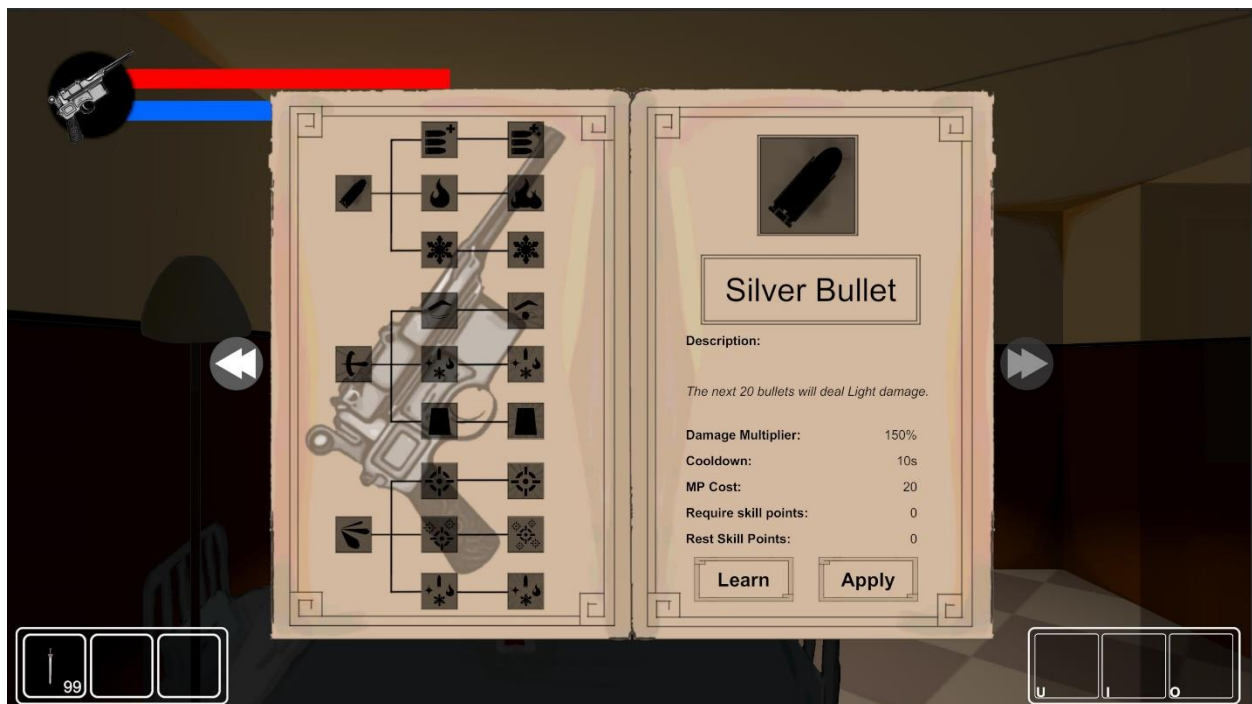 Silver Bullet
Description:
The next 20 bullets will deal Light damage.
Damage Multiplier: 150%
Cooldown: 10s
MP Cost: 20
Require skill points: 0
Rest Skill Points: 0
Learn Apply
99
U I O